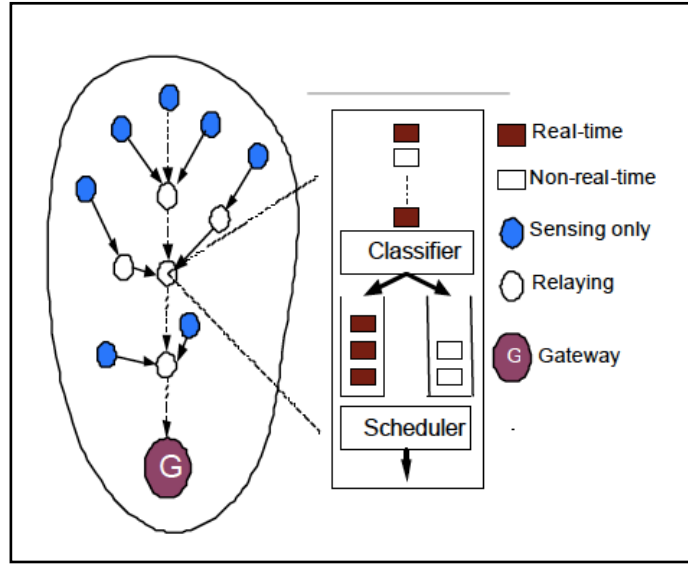 Real-time
Non-real-time
Classifier
Sensing only
Relaying
G
Gateway
Scheduler
G